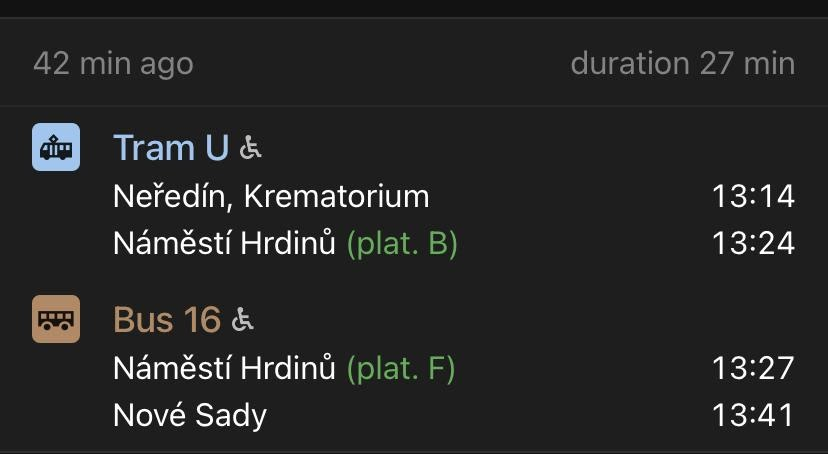 42 min ago duration 27 min
Tram U
Neředín, Krematorium 13:14
Náměstí Hrdinů (plat. B) 13:24
Bus 16
Náměstí Hrdinů (plat. F) 13:27
Nové Sady 13:41